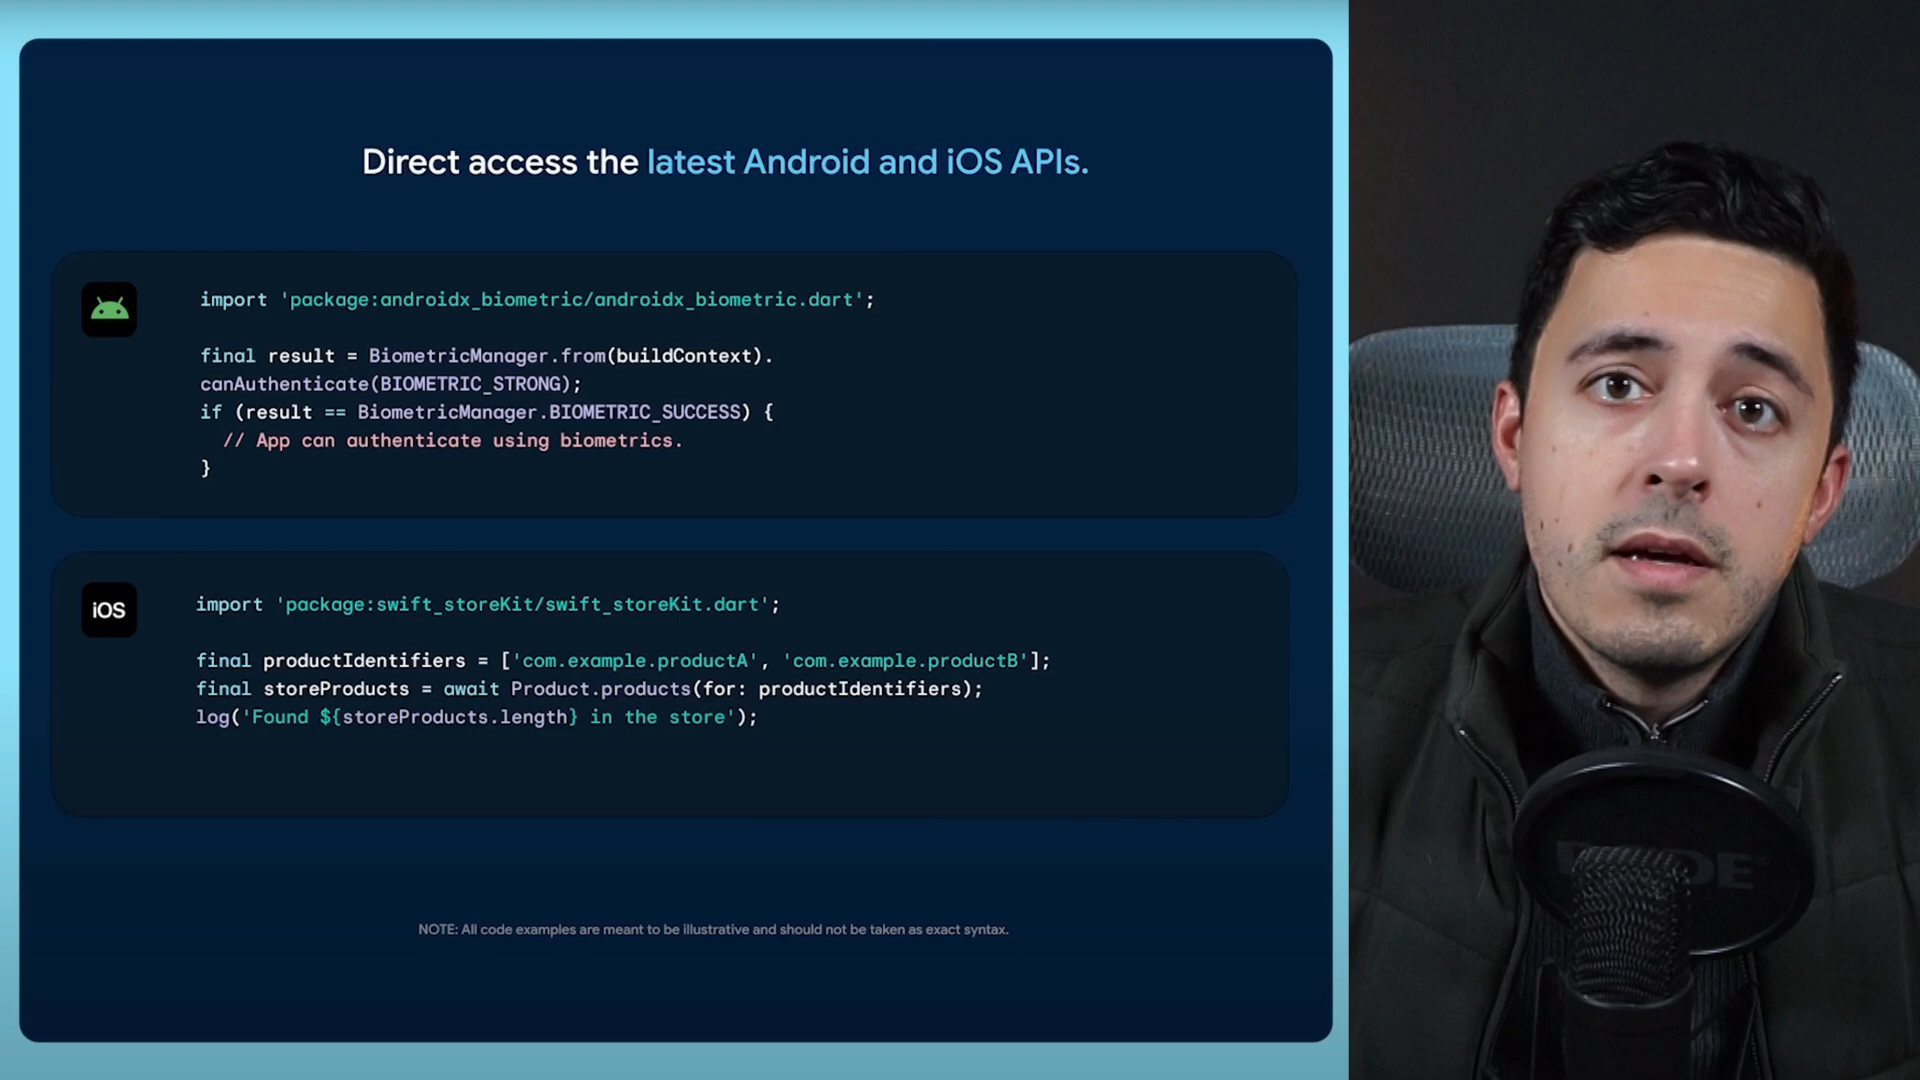 Direct access the latest Android and iOS APIs.
import 'package:androidx_biometric/androidx_biometric.dart';
final result = BiometricManager.from(buildContext).
canAuthenticate(BIOMETRIC_STRONG);
if (result == BiometricManager.BIOMETRIC_SUCCESS) {
// App can authenticate using biometrics.
}
iOS
import 'package:swift_storeKit/swift_storeKit.dart';
final productIdentifiers = ['com.example.productA', 'com.example.productB'];
final storeProducts = await Product.products(for: productIdentifiers);
log('Found ${storeProducts.length} in the store');
NOTE: All code examples are meant to be illustrative and should not be taken as exact syntax.